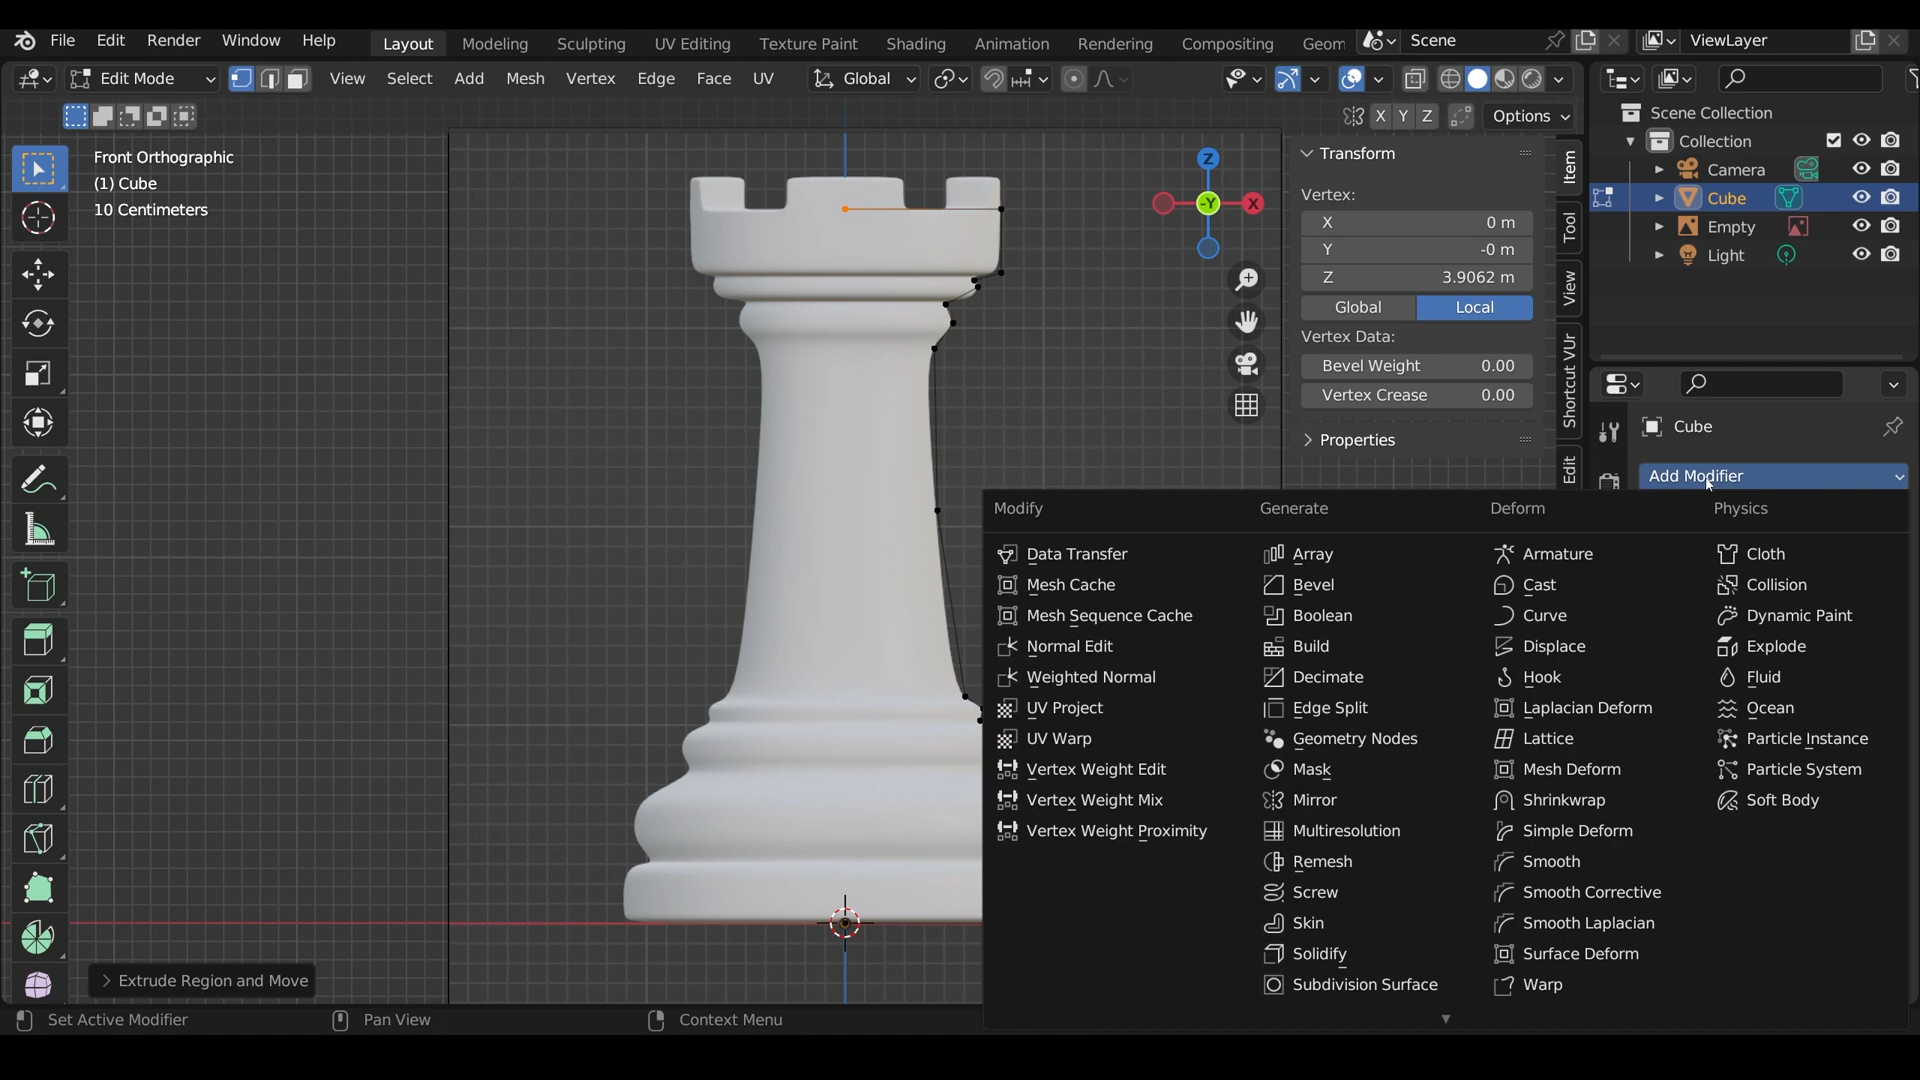 File Edit Render Window Help Layout Modeling Sculpting UV Editing Texture Paint Shading Animation Rendering Compositing Geom Scene ViewLayer
Edit Mode View Select Add Mesh Vertex Edge Face UV Global
X Y Z Options
Front Orthographic
(1) Cube
10 Centimeters
Z
-Y
X
Transform
Vertex:
X 0 m
Y -0 m
Z 3.9062 m
Global Local
Vertex Data:
Bevel Weight 0.00
Vertex Crease 0.00
Properties
Item
Tool
View
Shortcut VUr
Edit
Scene Collection
Collection
Camera
Cube
Empty
Light
Cube
Add Modifier
Modify Generate Deform Physics
Data Transfer Array Armature Cloth
Mesh Cache Bevel Cast Collision
Mesh Sequence Cache Boolean Curve Dynamic Paint
Normal Edit Build Displace Explode
Weighted Normal Decimate Hook Fluid
UV Project Edge Split Laplacian Deform Ocean
UV Warp Geometry Nodes Lattice Particle Instance
Vertex Weight Edit Mask Mesh Deform Particle System
Vertex Weight Mix Mirror Shrinkwrap Soft Body
Vertex Weight Proximity Multiresolution Simple Deform
Remesh Smooth
Screw Smooth Corrective
Skin Smooth Laplacian
Solidify Surface Deform
Subdivision Surface Warp
Extrude Region and Move
Set Active Modifier Pan View Context Menu